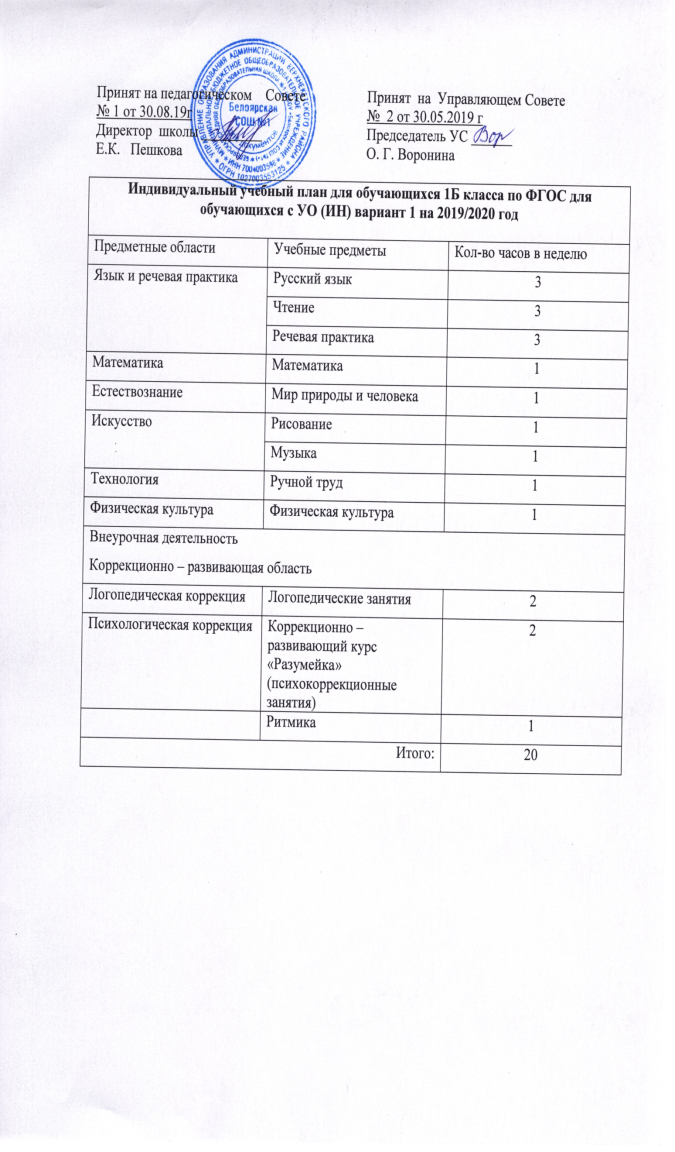 Принят на педагогическом Совете
№ 1 от 30.08.19г
Директор школы
Е.К. Пешкова
Принят на Управляющем Совете
№ 2 от 30.05.2019 г
Председатель УС
О. Г. Воронина
Белоярская
СОШ №1
Индивидуальный учебный план для обучающихся 1Б класса по ФГОС для
обучающихся с УО (ИН) вариант 1 на 2019/2020 год
Предметные области Учебные предметы Кол-во часов в неделю
Язык и речевая практика Русский язык 3
Чтение 3
Речевая практика 3
Математика Математика 1
Естествознание Мир природы и человека 1
Искусство Рисование 1
Музыка 1
Технология Ручной труд 1
Физическая культура Физическая культура 1
Внеурочная деятельность
Коррекционно – развивающая область
Логопедическая коррекция Логопедические занятия 2
Психологическая коррекция Коррекционно – 2
развивающий курс
«Разумейка»
(психокоррекционные
занятия)
Ритмика 1
Итого: 20